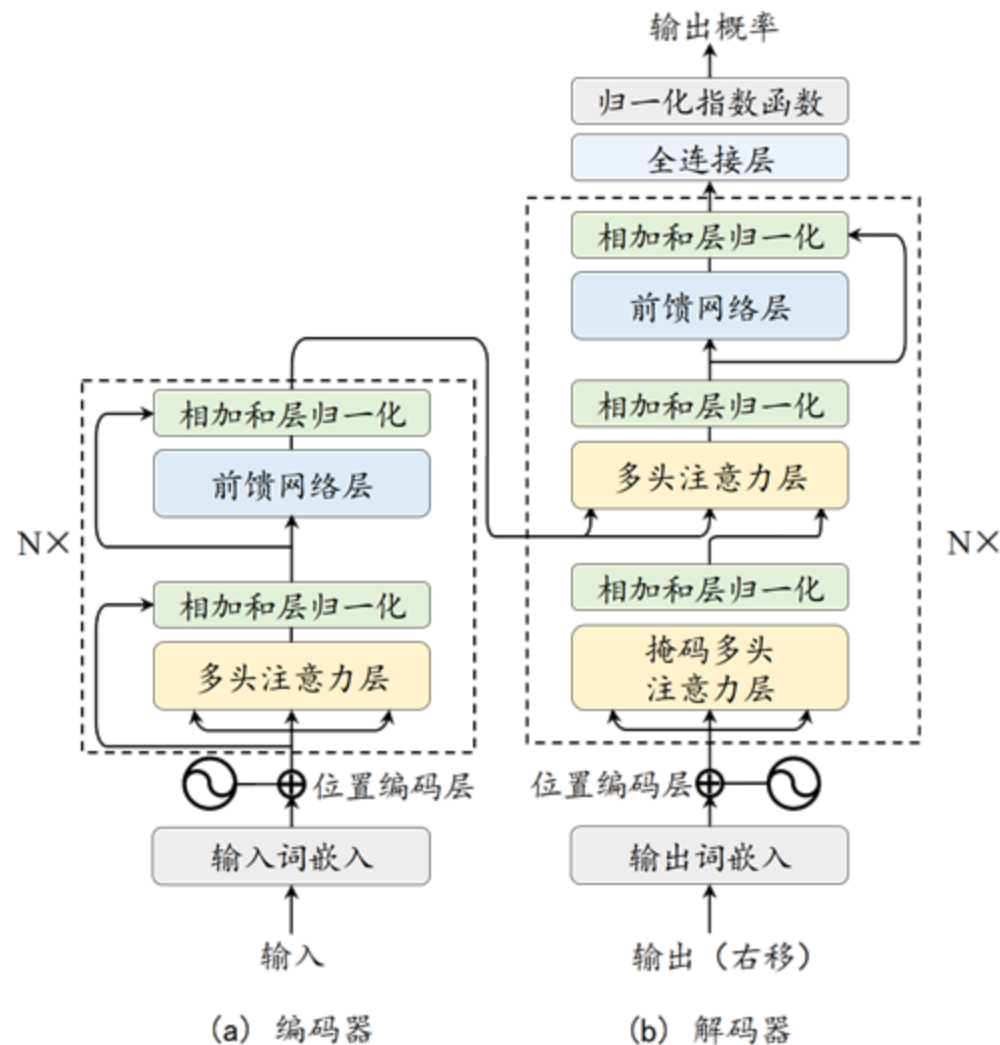 相加和层归一化
前馈网络层
N×
相加和层归一化
多头注意力层
位置编码层
输入词嵌入
输入
(a) 编码器
输出概率
归一化指数函数
全连接层
相加和层归一化
前馈网络层
相加和层归一化
多头注意力层
N×
相加和层归一化
掩码多头
注意力层
位置编码层
输出词嵌入
输出（右移）
(b) 解码器